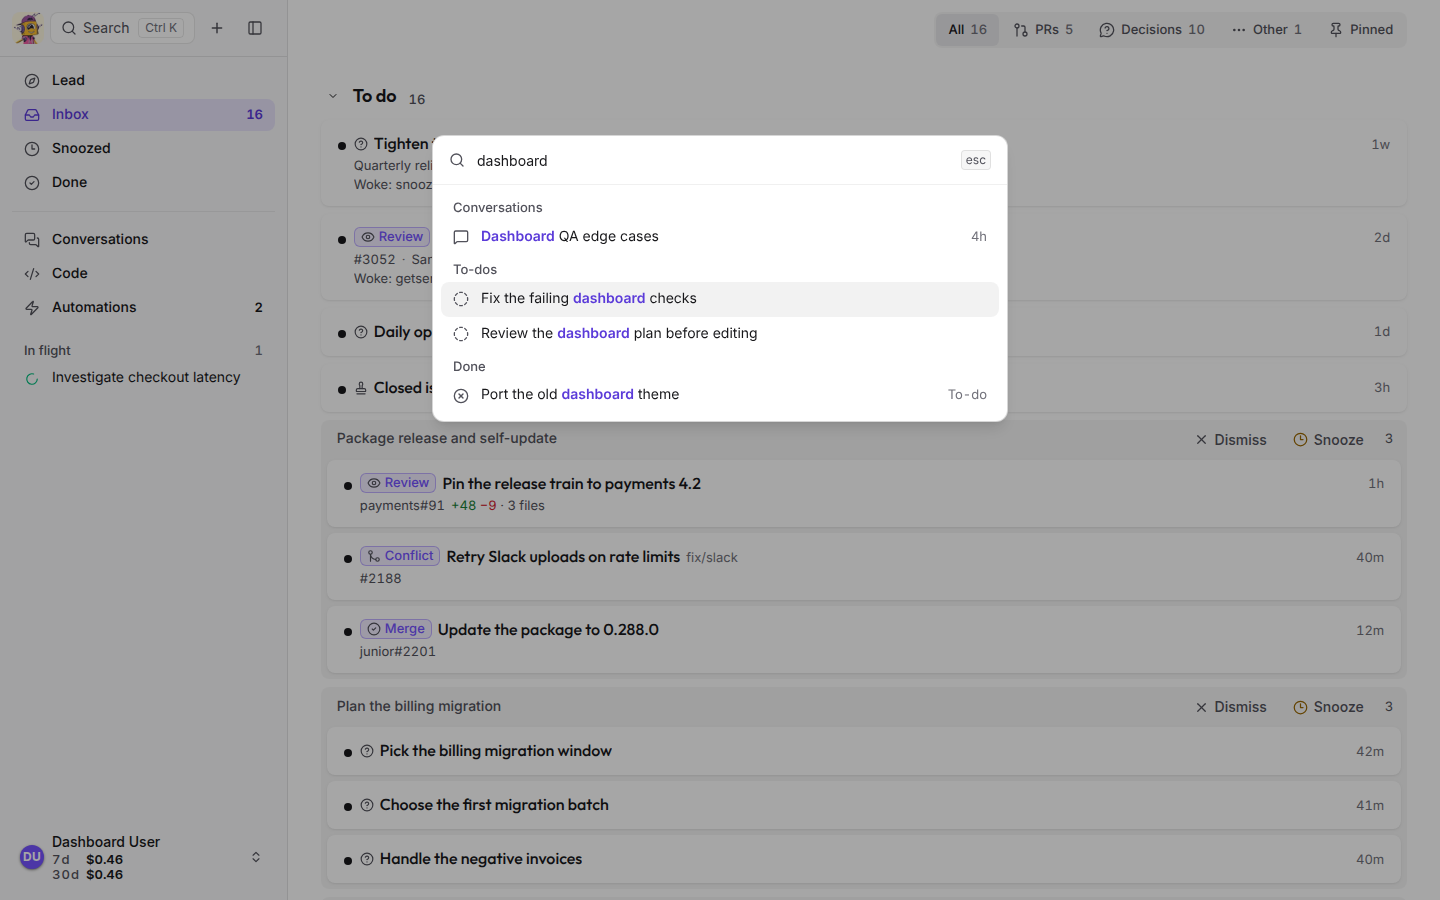 Search Ctrl K
Lead
Inbox 16
Snoozed
Done
Conversations
Code
Automations 2
In flight 1
Investigate checkout latency
Dashboard User
DU
7d $0.46
30d $0.46
All 16 PRs 5 Decisions 10 Other 1 Pinned
To do 16
Tighten 1w
Quarterly reli
Woke: snooz
Review 2d
#3052 · Sar
Woke: getser
Daily op 1d
Closed is 3h
dashboard esc
Conversations
Dashboard QA edge cases 4h
To-dos
Fix the failing dashboard checks
Review the dashboard plan before editing
Done
Port the old dashboard theme To-do
Package release and self-update Dismiss Snooze 3
Review Pin the release train to payments 4.2 1h
payments#91 +48 −9 · 3 files
Conflict Retry Slack uploads on rate limits fix/slack 40m
#2188
Merge Update the package to 0.288.0 12m
junior#2201
Plan the billing migration Dismiss Snooze 3
Pick the billing migration window 42m
Choose the first migration batch 41m
Handle the negative invoices 40m